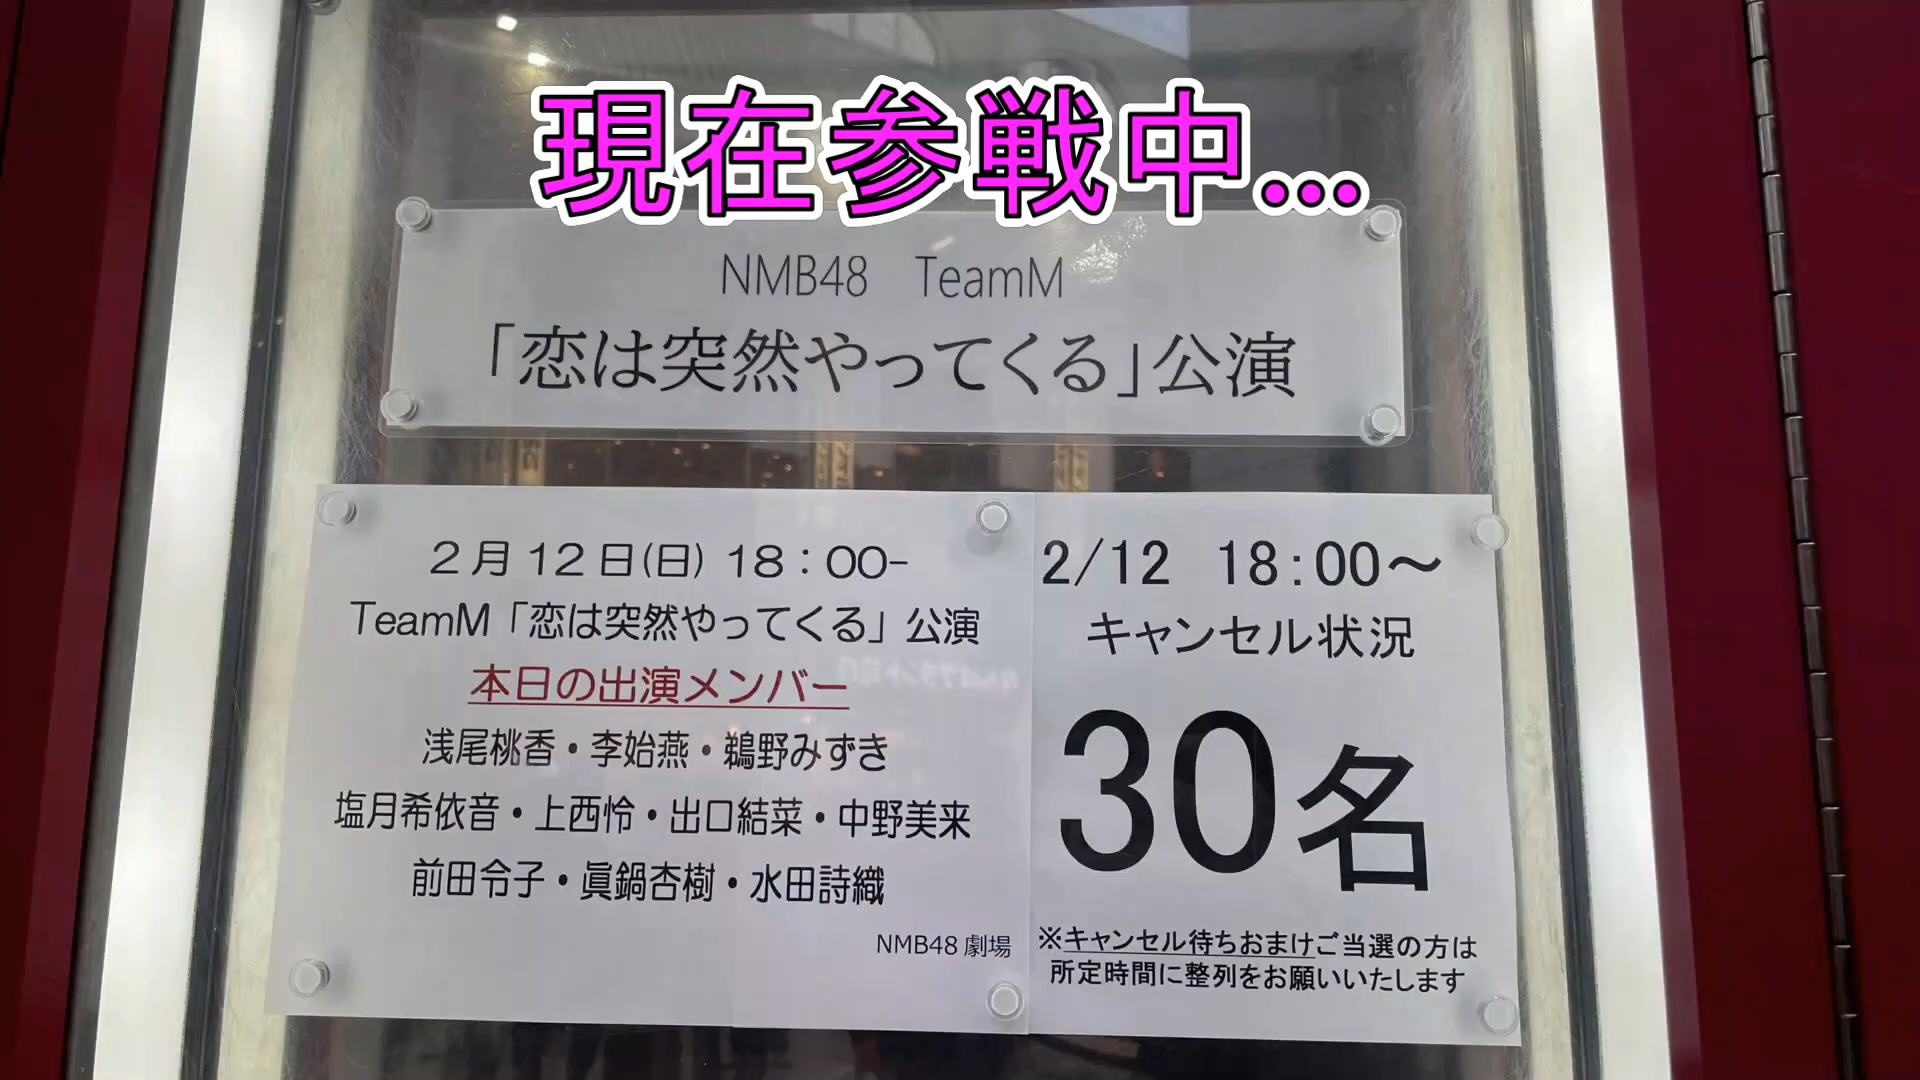 現在参戦中...
NMB48 TeamM
「恋は突然やってくる」公演
2月12日(日) 18：00-
TeamM「恋は突然やってくる」公演
本日の出演メンバー
浅尾桃香・李始燕・鵜野みずき
塩月希依音・上西怜・出口結菜・中野美来
前田令子・眞鍋杏樹・水田詩織
NMB48 劇場
2/12 18:00～
キャンセル状況
30名
※キャンセル待ちおまけご当選の方は
所定時間に整列をお願いいたします